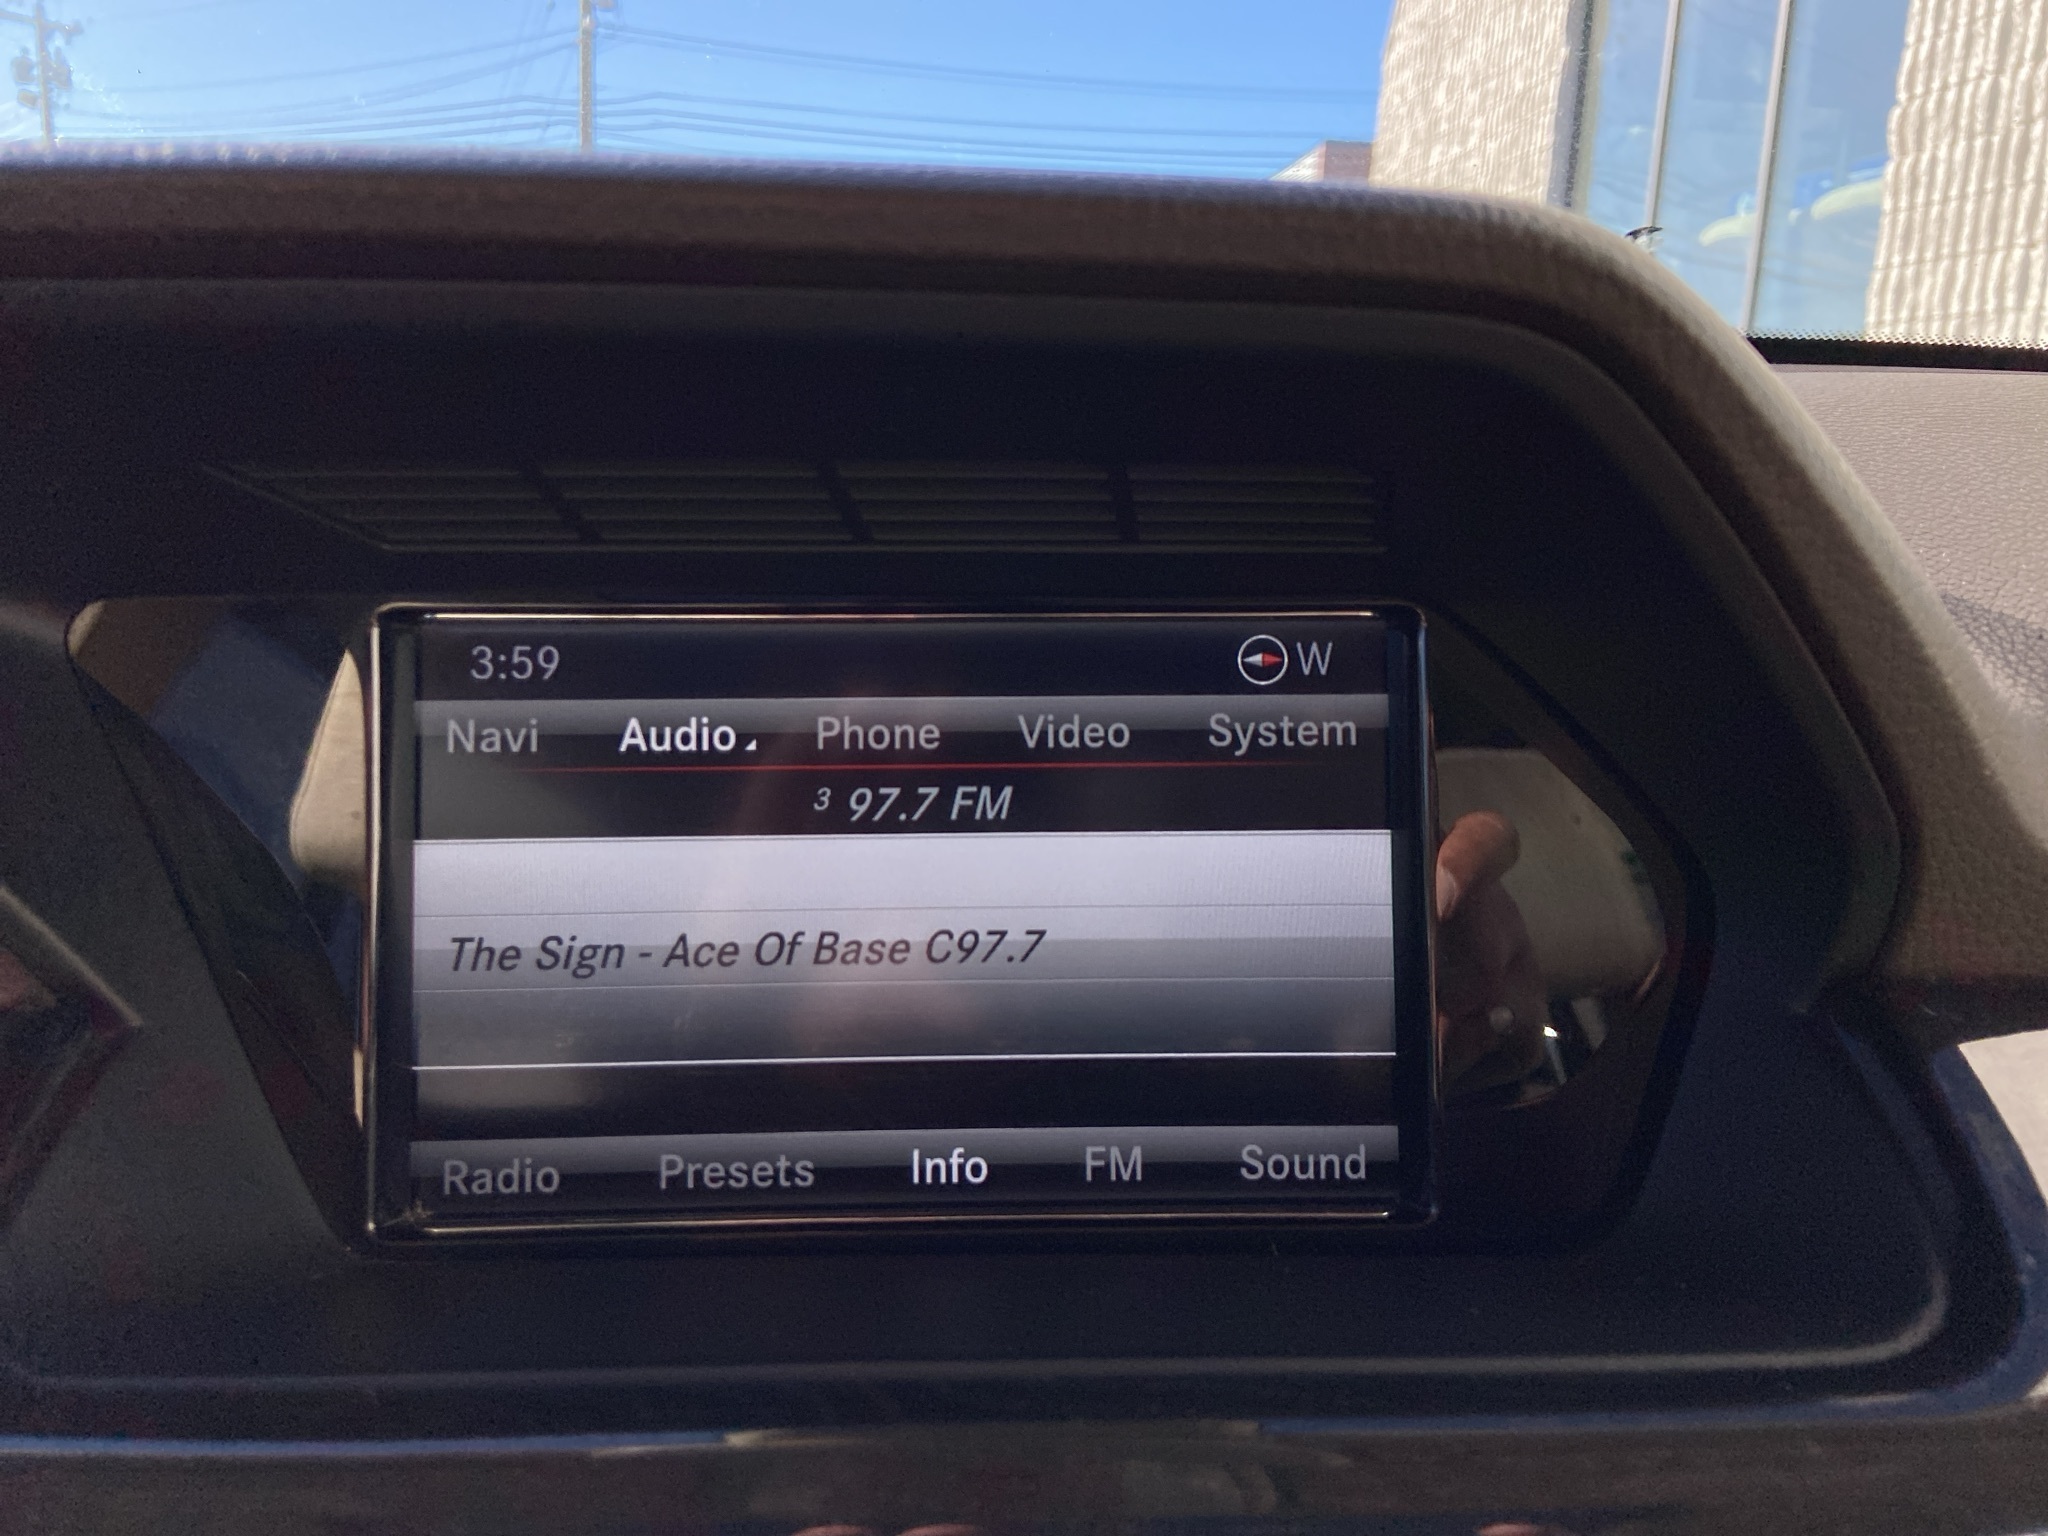 3:59 W
Navi Audio Phone Video System
3 97.7 FM
The Sign - Ace Of Base C97.7
Radio Presets Info FM Sound